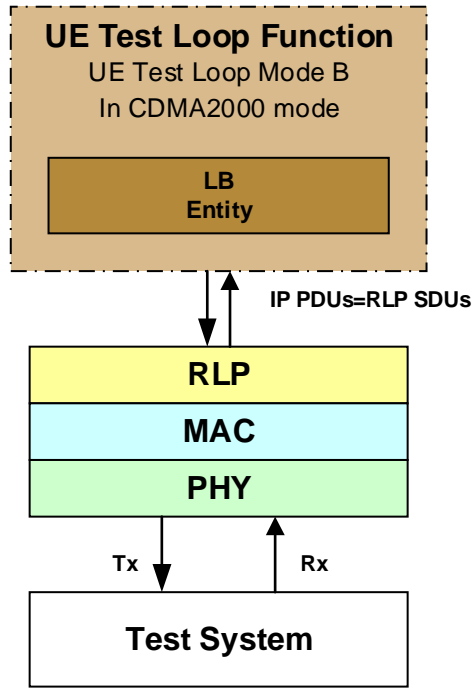 UE Test Loop Function
UE Test Loop Mode B
In CDMA2000 mode
LB
Entity
IP PDUs=RLP SDUs
RLP
MAC
PHY
Tx
Rx
Test System